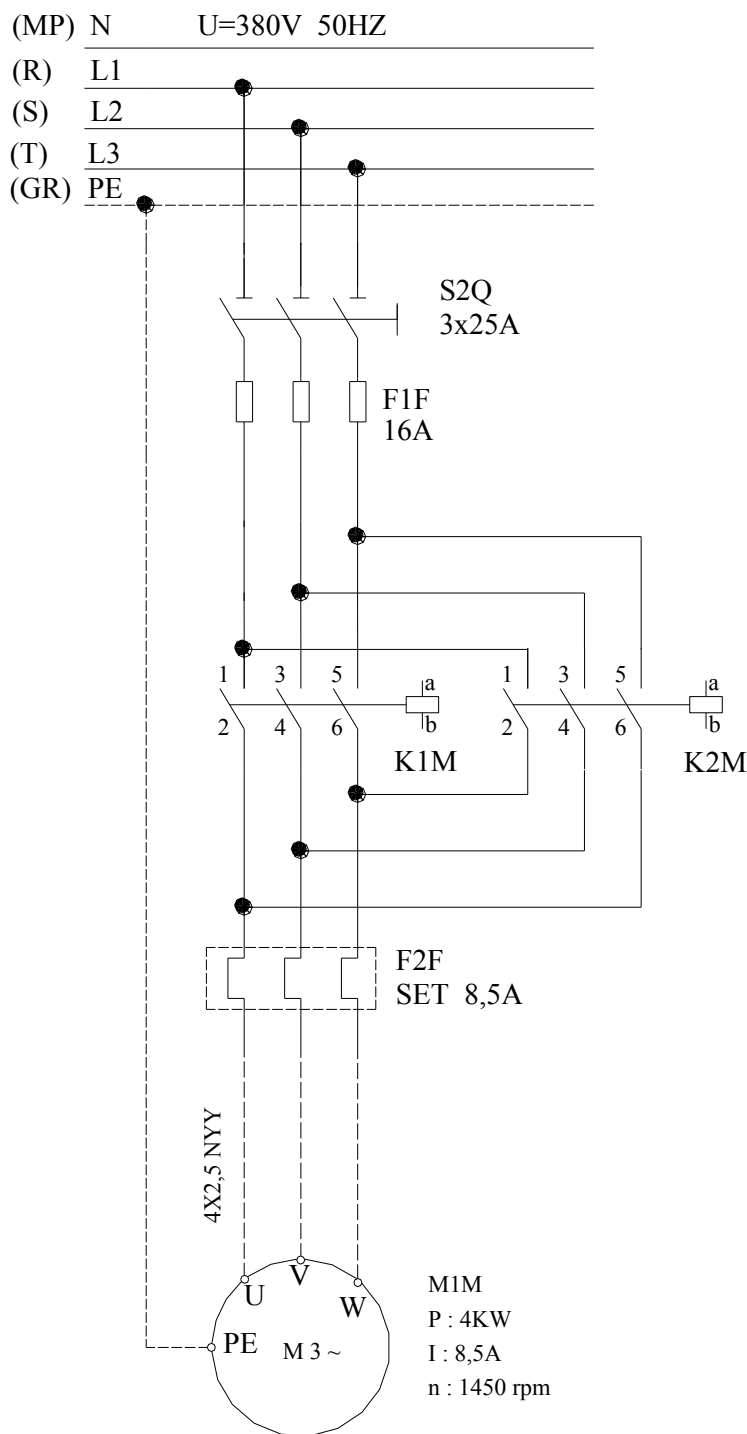 (MP) N U=380V 50HZ
(R) L1
(S) L2
(T) L3
(GR) PE
S2Q
3x25A
F1F
16A
1 3 5 a 1 3 5 a
2 4 6 b 2 4 6 b
K1M K2M
F2F
SET 8,5A
4X2,5 NYY
U V W
PE M 3 ~
M1M
P : 4KW
I : 8,5A
n : 1450 rpm